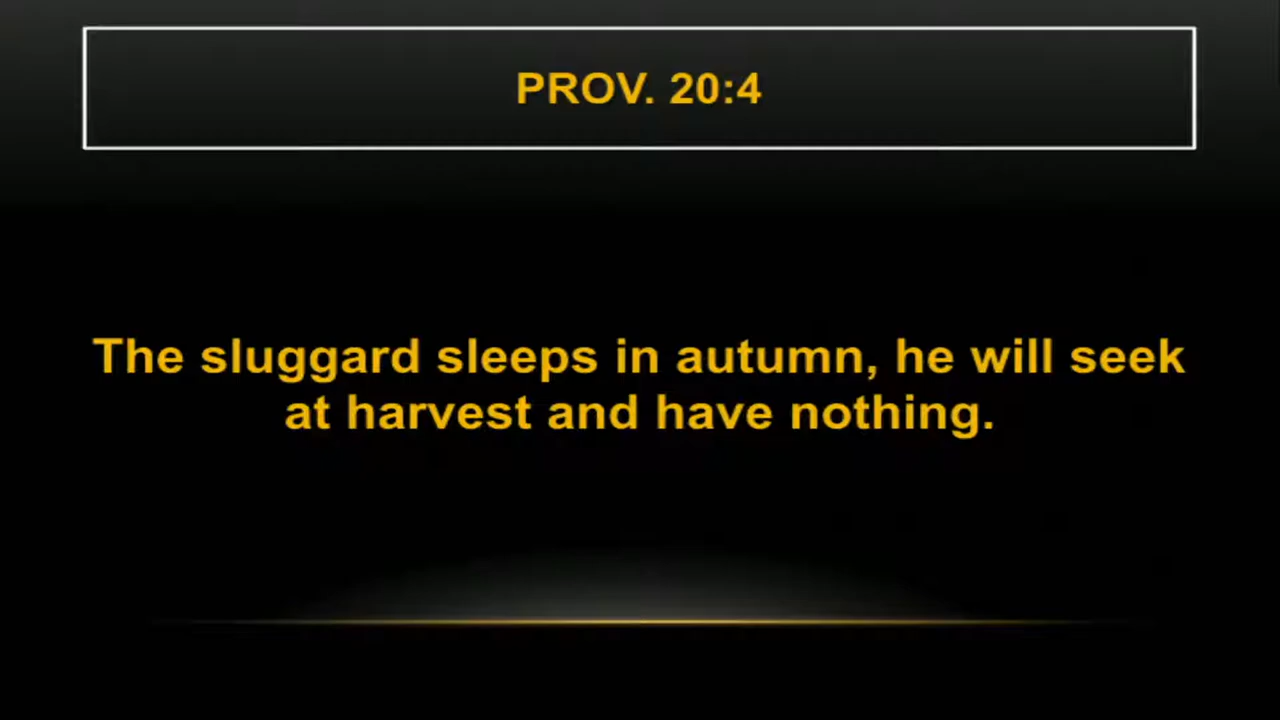 PROV. 20:4
The sluggard sleeps in autumn, he will seek
at harvest and have nothing.